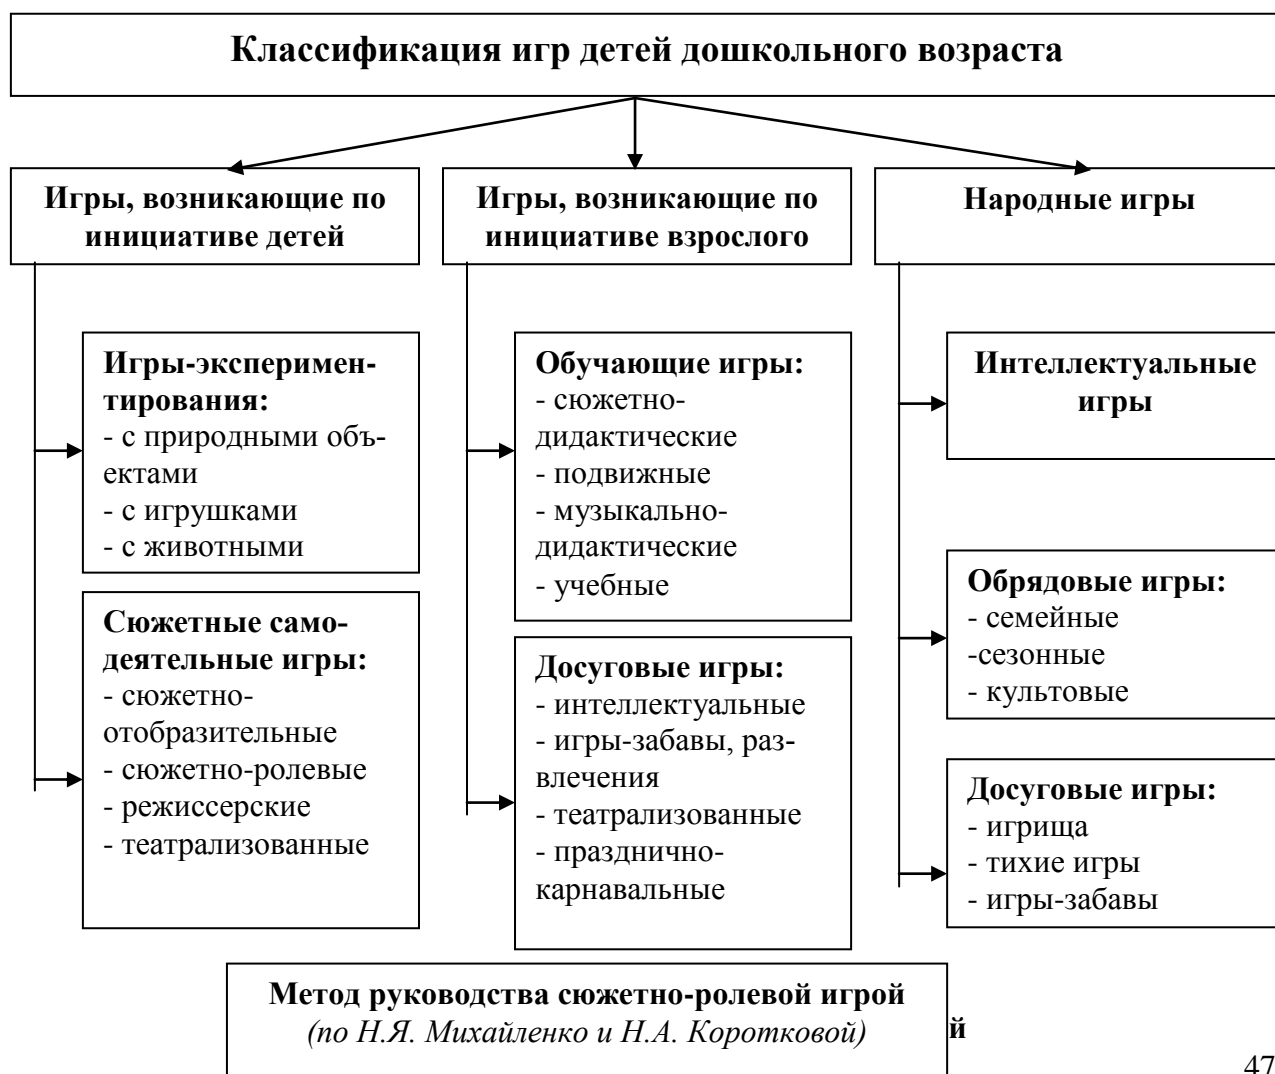 Классификация игр детей дошкольного возраста
Игры, возникающие по
инициативе детей
Игры-эксперимен-
тирования:
- с природными объ-
ектами
- с игрушками
- с животными
Сюжетные само-
деятельные игры:
- сюжетно-
отобразительные
- сюжетно-ролевые
- режиссерские
- театрализованные
Игры, возникающие по
инициативе взрослого
Обучающие игры:
- сюжетно-
дидактические
- подвижные
- музыкально-
дидактические
- учебные
Досуговые игры:
- интеллектуальные
- игры-забавы, раз-
влечения
- театрализованные
- празднично-
карнавальные
Народные игры
Интеллектуальные
игры
Обрядовые игры:
- семейные
-сезонные
- культовые
Досуговые игры:
- игрища
- тихие игры
- игры-забавы
Метод руководства сюжетно-ролевой игрой
(по Н.Я. Михайленко и Н.А. Коротковой)
й
47